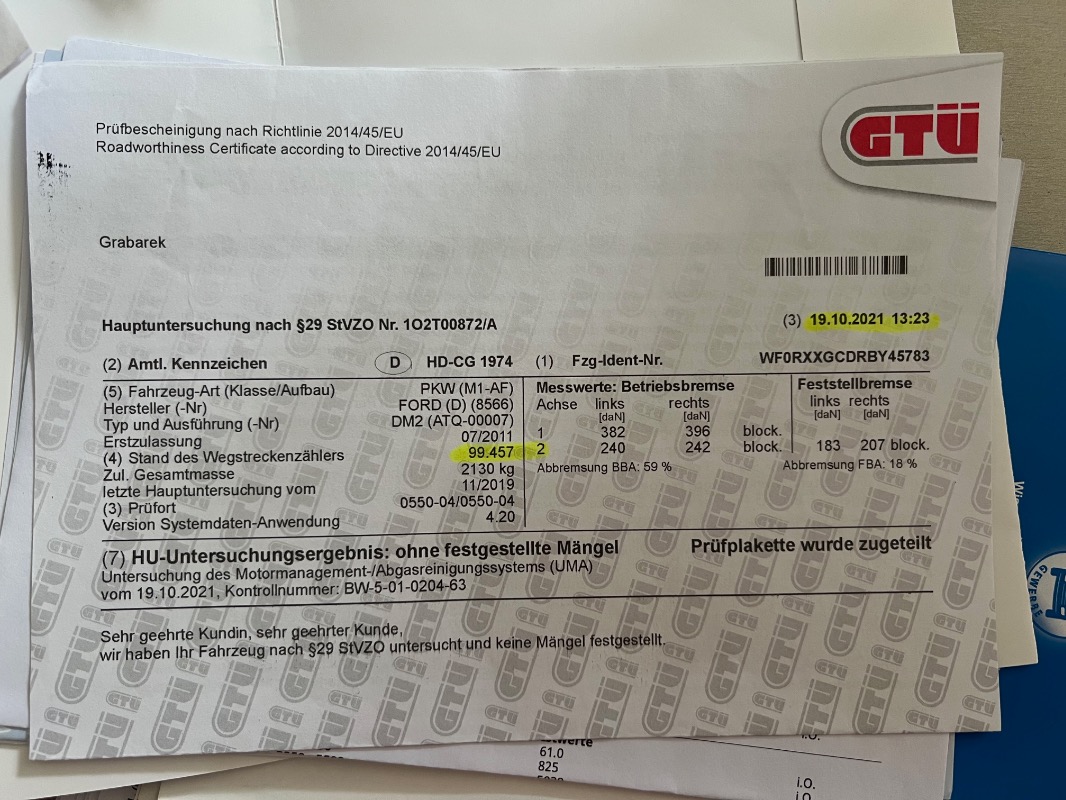 GTÜ
Prüfbescheinigung nach Richtlinie 2014/45/EU
Roadworthiness Certificate according to Directive 2014/45/EU
Grabarek
Hauptuntersuchung nach §29 StVZO Nr. 1O2T00872/A (3) 19.10.2021 13:23
(2) Amtl. Kennzeichen D HD-CG 1974 (1) Fzg-Ident-Nr. WF0RXXGCDRBY45783
(5) Fahrzeug-Art (Klasse/Aufbau) PKW (M1-AF)
Hersteller (-Nr) FORD (D) (8566)
Typ und Ausführung (-Nr) DM2 (ATQ-00007)
Erstzulassung 07/2011
(4) Stand des Wegstreckenzählers 99.457
Zul. Gesamtmasse 2130 kg
letzte Hauptuntersuchung vom 11/2019
(3) Prüfort 0550-04/0550-04
Version Systemdaten-Anwendung 4.20
Messwerte: Betriebsbremse Feststellbremse
Achse links rechts links rechts
[daN] [daN] [daN] [daN]
1 382 396 block.
2 240 242 block. 183 207 block.
Abbremsung BBA: 59 % Abbremsung FBA: 18 %
(7) HU-Untersuchungsergebnis: ohne festgestellte Mängel Prüfplakette wurde zugeteilt
Untersuchung des Motormanagement-/Abgasreinigungssystems (UMA)
vom 19.10.2021, Kontrollnummer: BW-5-01-0204-63
Sehr geehrte Kundin, sehr geehrter Kunde,
wir haben Ihr Fahrzeug nach §29 StVZO untersucht und keine Mängel festgestellt.
61.0
825
i.O.
i.O.